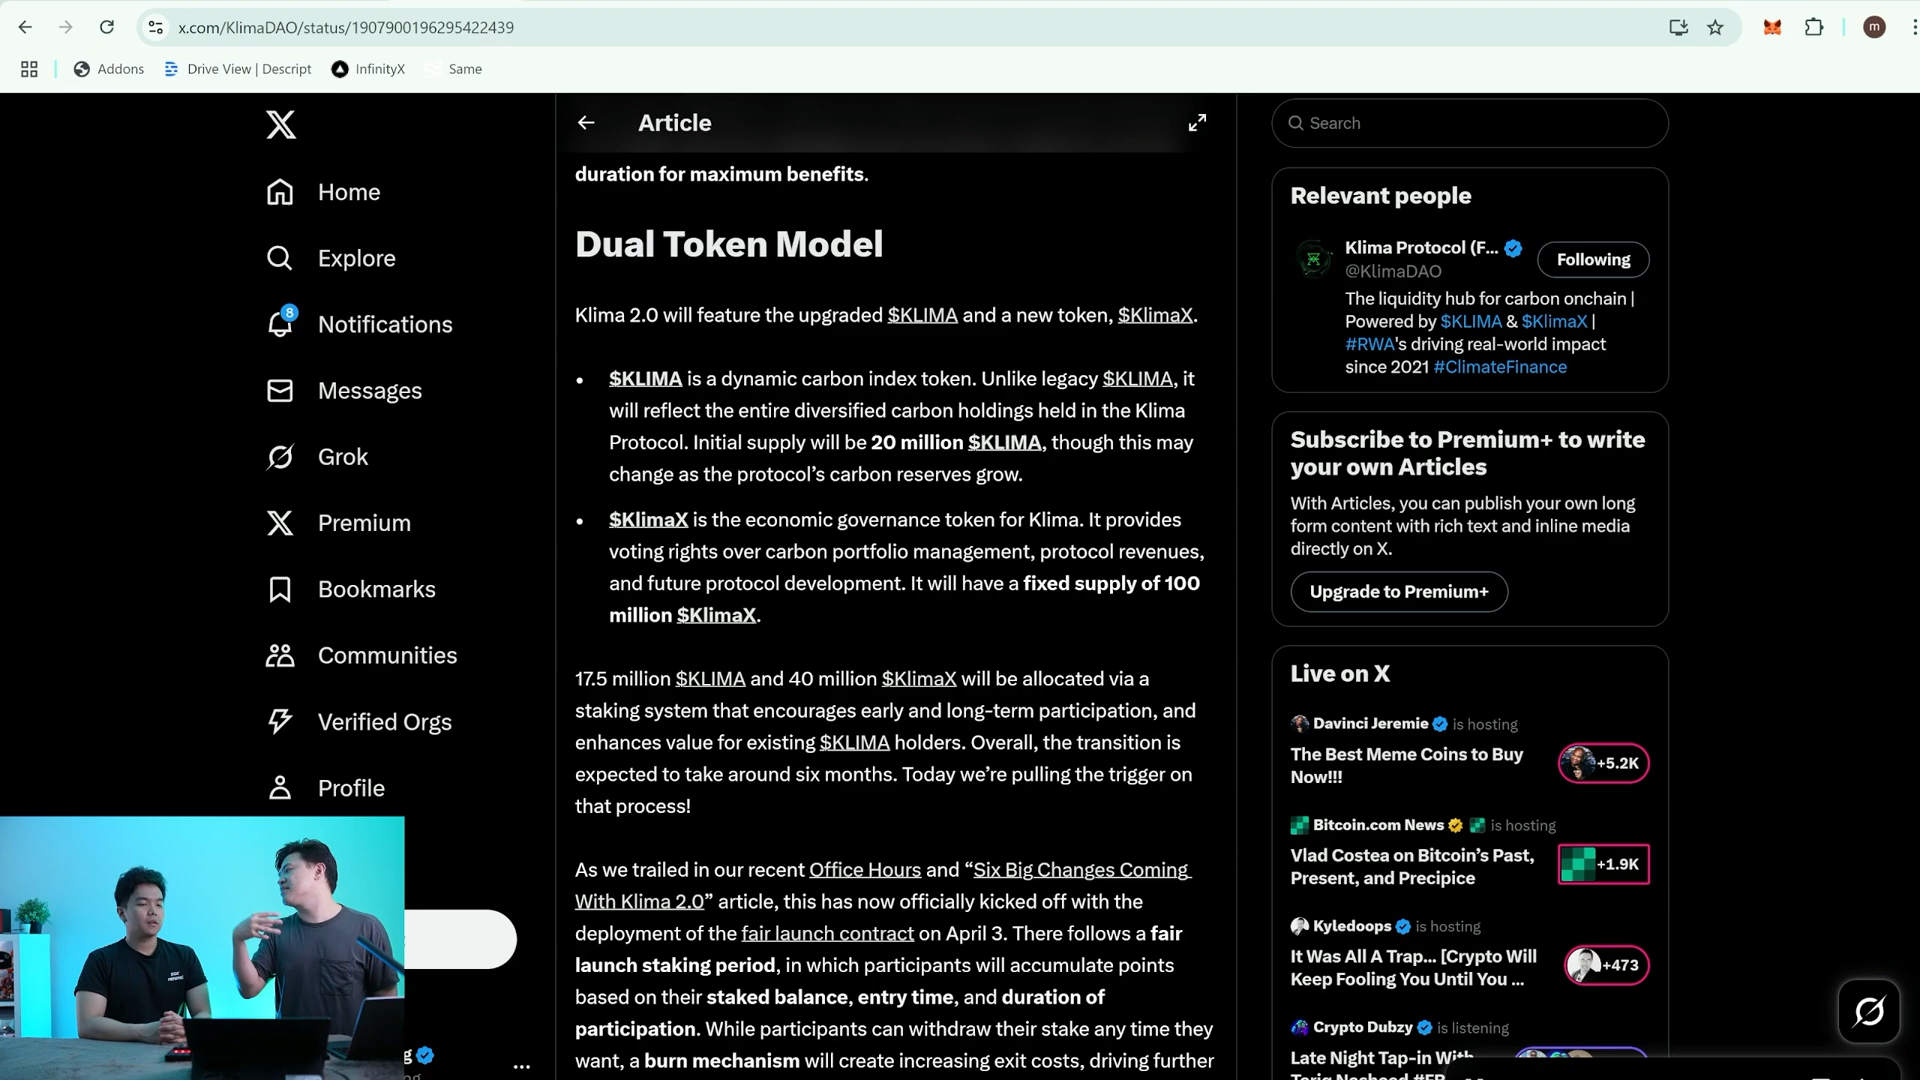 x.com/KlimaDAO/status/1907900196295422439
m
Addons
Drive View | Descript
InfinityX
Same
Home
Explore
8
Notifications
Messages
Grok
Premium
Bookmarks
Communities
Verified Orgs
Profile
Article
duration for maximum benefits.
Dual Token Model
Klima 2.0 will feature the upgraded $KLIMA and a new token, $KlimaX.
• $KLIMA is a dynamic carbon index token. Unlike legacy $KLIMA, it
will reflect the entire diversified carbon holdings held in the Klima
Protocol. Initial supply will be 20 million $KLIMA, though this may
change as the protocol’s carbon reserves grow.
• $KlimaX is the economic governance token for Klima. It provides
voting rights over carbon portfolio management, protocol revenues,
and future protocol development. It will have a fixed supply of 100
million $KlimaX.
17.5 million $KLIMA and 40 million $KlimaX will be allocated via a
staking system that encourages early and long-term participation, and
enhances value for existing $KLIMA holders. Overall, the transition is
expected to take around six months. Today we’re pulling the trigger on
that process!
As we trailed in our recent Office Hours and “Six Big Changes Coming
With Klima 2.0” article, this has now officially kicked off with the
deployment of the fair launch contract on April 3. There follows a fair
launch staking period, in which participants will accumulate points
based on their staked balance, entry time, and duration of
participation. While participants can withdraw their stake any time they
want, a burn mechanism will create increasing exit costs, driving further
Search
Relevant people
Klima Protocol (F...
Following
@KlimaDAO
The liquidity hub for carbon onchain |
Powered by $KLIMA & $KlimaX |
#RWA's driving real-world impact
since 2021 #ClimateFinance
Subscribe to Premium+ to write
your own Articles
With Articles, you can publish your own long
form content with rich text and inline media
directly on X.
Upgrade to Premium+
Live on X
Davinci Jeremie is hosting
The Best Meme Coins to Buy
Now!!!
+5.2K
Bitcoin.com News is hosting
Vlad Costea on Bitcoin’s Past,
Present, and Precipice
+1.9K
Kyledoops is hosting
It Was All A Trap... [Crypto Will
Keep Fooling You Until You ...
+473
Crypto Dubzy is listening
Late Night Tap-in With